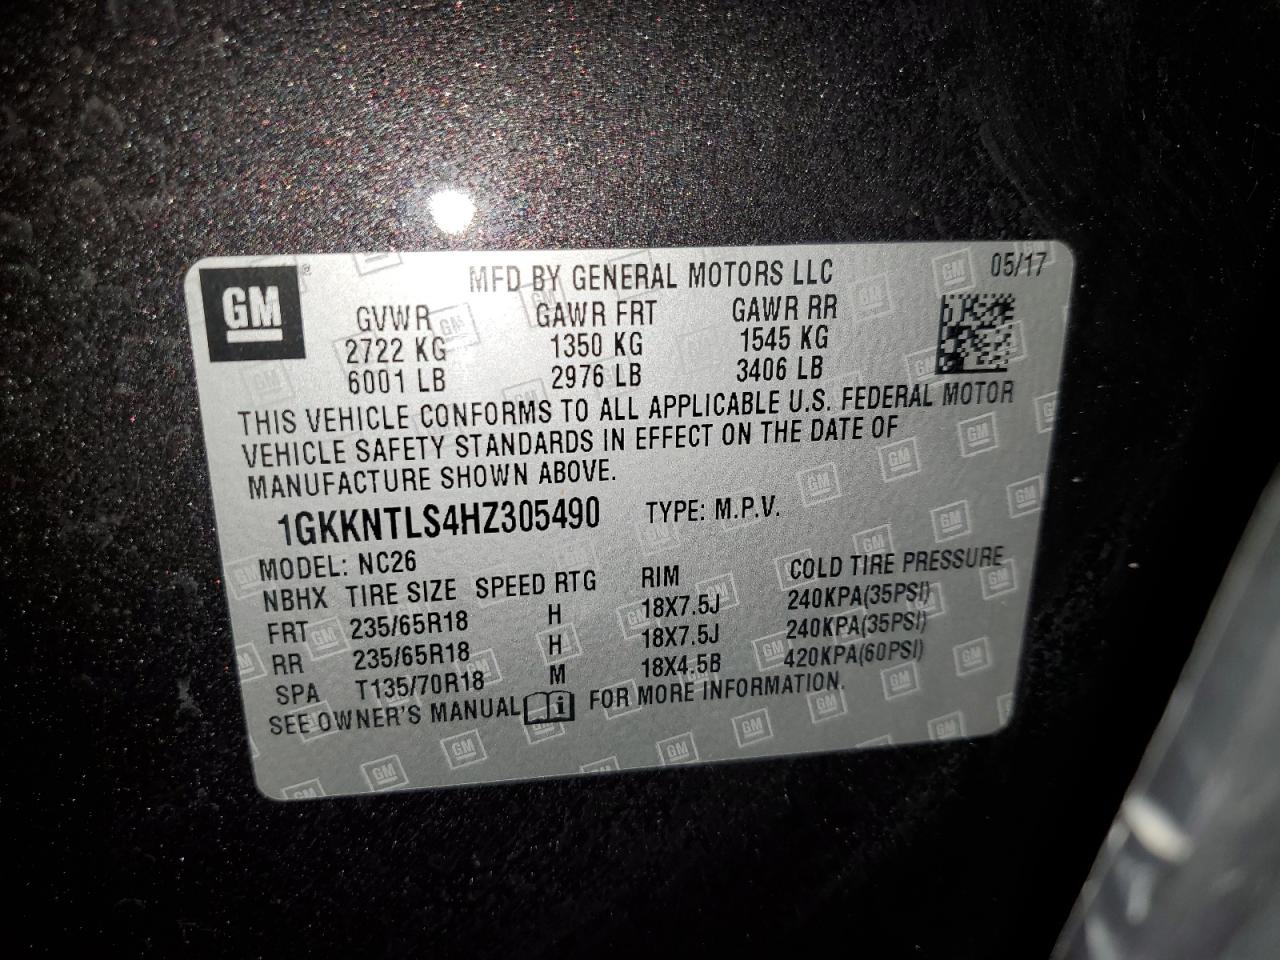 GM ® MFD BY GENERAL MOTORS LLC 05/17
GVWR GAWR FRT GAWR RR
2722 KG 1350 KG 1545 KG
6001 LB 2976 LB 3406 LB
THIS VEHICLE CONFORMS TO ALL APPLICABLE U.S. FEDERAL MOTOR
VEHICLE SAFETY STANDARDS IN EFFECT ON THE DATE OF
MANUFACTURE SHOWN ABOVE.
1GKKNTLS4HZ305490 TYPE: M.P.V.
MODEL: NC26
NBHX TIRE SIZE SPEED RTG RIM COLD TIRE PRESSURE
FRT 235/65R18 H 18X7.5J 240KPA(35PSI)
RR 235/65R18 H 18X7.5J 240KPA(35PSI)
SPA T135/70R18 M 18X4.5B 420KPA(60PSI)
SEE OWNER'S MANUAL i FOR MORE INFORMATION.